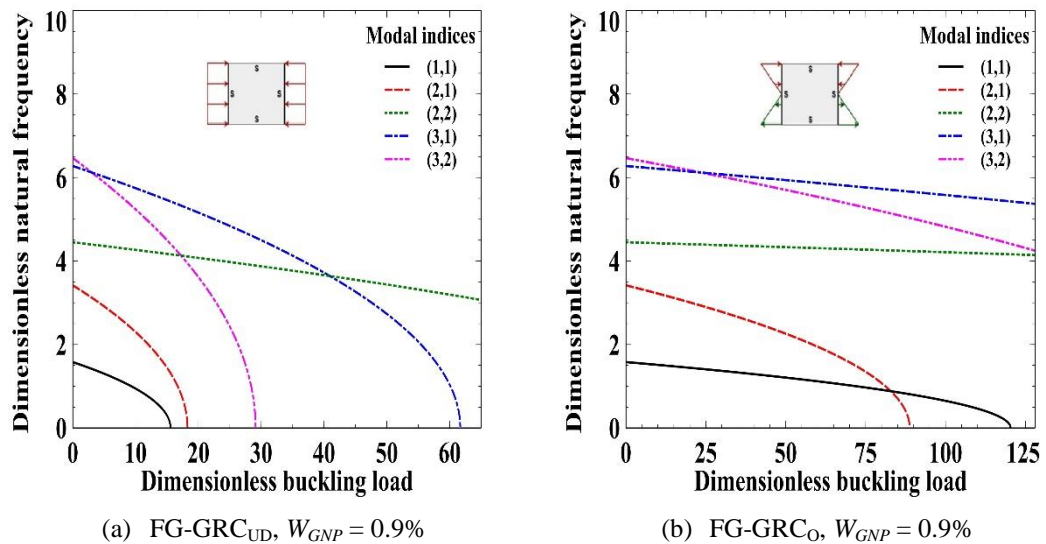 Dimensionless natural frequency
10
8
6
4
2
0
Modal indices
(1,1)
(2,1)
(2,2)
(3,1)
(3,2)
S
S
S
S
0 10 20 30 40 50 60
Dimensionless buckling load
(a) FG-GRC_UD, W_GNP = 0.9%
Dimensionless natural frequency
10
8
6
4
2
0
Modal indices
(1,1)
(2,1)
(2,2)
(3,1)
(3,2)
S
S
S
S
0 25 50 75 100 125
Dimensionless buckling load
(b) FG-GRC_O, W_GNP = 0.9%